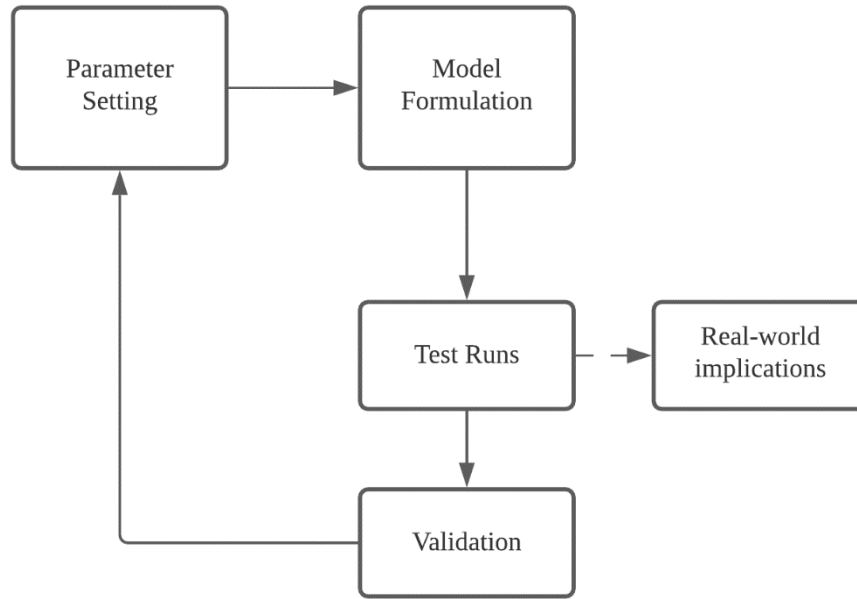 Parameter
Setting
Model
Formulation
Test Runs
Real-world
implications
Validation